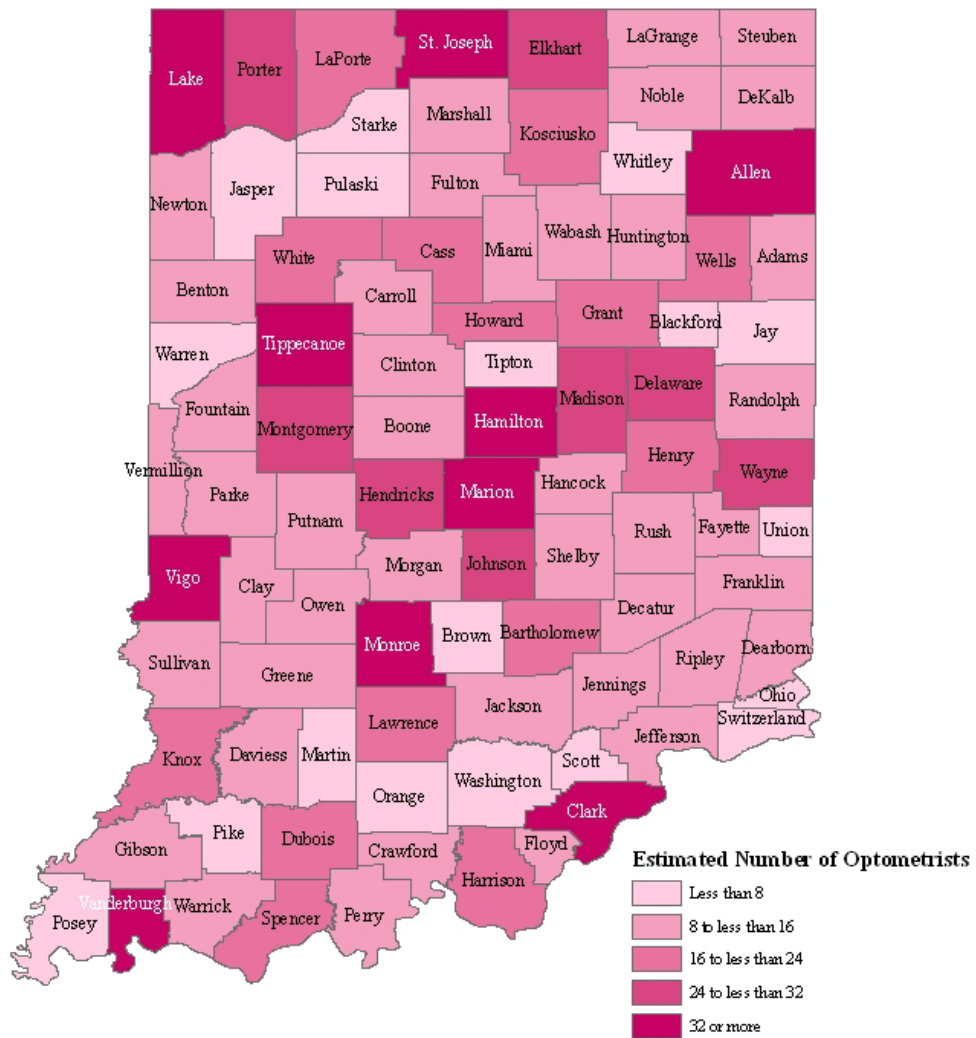 St. Joseph
LaGrange
Steuben
Elkhart
LaPorte
Porter
Lake
Noble
DeKalb
Marshall
Starke
Kosciusko
Whitley
Allen
Jasper
Pulaski
Fulton
Newton
Wabash
Huntington
Miami
White
Cass
Wells
Adams
Benton
Carroll
Grant
Howard
Blackford
Jay
Tippecanoe
Warren
Tipton
Clinton
Delaware
Madison
Randolph
Fountain
Hamilton
Montgomery
Boone
Henry
Vermillion
Wayne
Hancock
Parke
Hendricks
Marion
Putnam
Fayette
Union
Rush
Shelby
Morgan
Johnson
Vigo
Clay
Franklin
Owen
Decatur
Brown
Bartholomew
Monroe
Dearborn
Ripley
Sullivan
Greene
Jennings
Ohio
Jackson
Switzerland
Lawrence
Jefferson
Knox
Daviess
Martin
Scott
Washington
Orange
Clark
Pike
Dubois
Floyd
Gibson
Crawford
Harrison
Vanderburgh
Warrick
Posey
Spencer
Perry
Estimated Number of Optometrists
Less than 8
8 to less than 16
16 to less than 24
24 to less than 32
32 or more